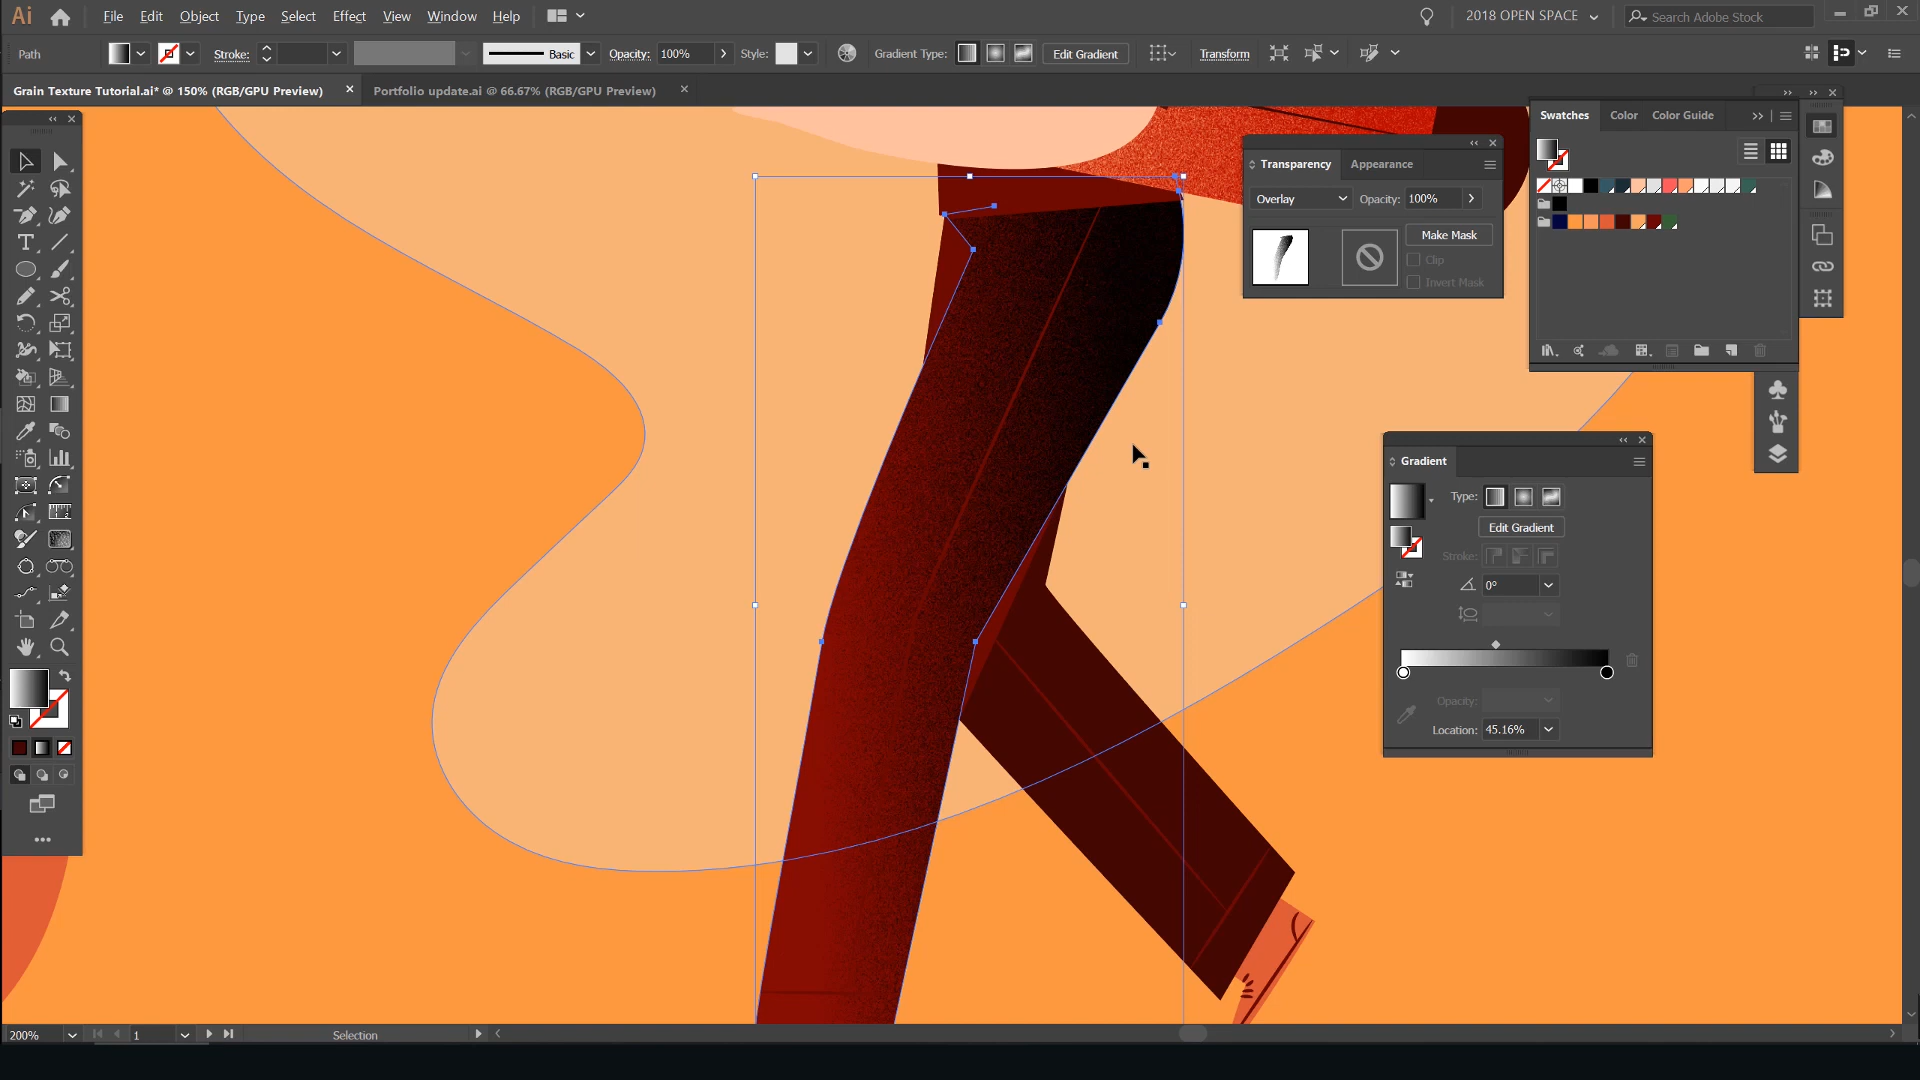 Ai File Edit Object Type Select Effect View Window Help 2018 OPEN SPACE Search Adobe Stock
Path Stroke: Basic Opacity: 100% Style: Gradient Type: Edit Gradient Transform
Grain Texture Tutorial.ai* @ 150% (RGB/GPU Preview) Portfolio update.ai @ 66.67% (RGB/GPU Preview)
Swatches Color Color Guide
Transparency Appearance
Overlay Opacity: 100%
Make Mask
Clip
Invert Mask
Gradient
Type:
Edit Gradient
Stroke:
0°
Opacity:
Location: 45.16%
200% 1 Selection